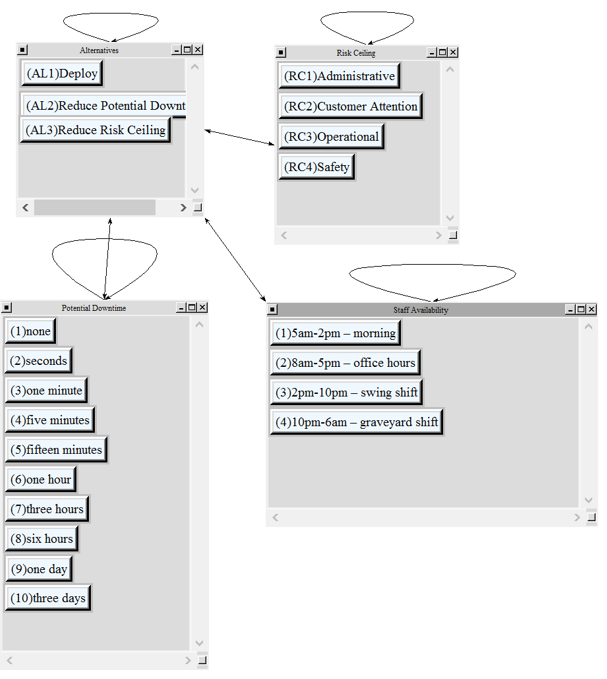 Alternatives
(AL1)Deploy
(AL2)Reduce Potential Downt
(AL3)Reduce Risk Ceiling
Risk Ceiling
(RC1)Administrative
(RC2)Customer Attention
(RC3)Operational
(RC4)Safety
Potential Downtime
(1)none
(2)seconds
(3)one minute
(4)five minutes
(5)fifteen minutes
(6)one hour
(7)three hours
(8)six hours
(9)one day
(10)three days
Staff Availability
(1)5am-2pm – morning
(2)8am-5pm – office hours
(3)2pm-10pm – swing shift
(4)10pm-6am – graveyard shift